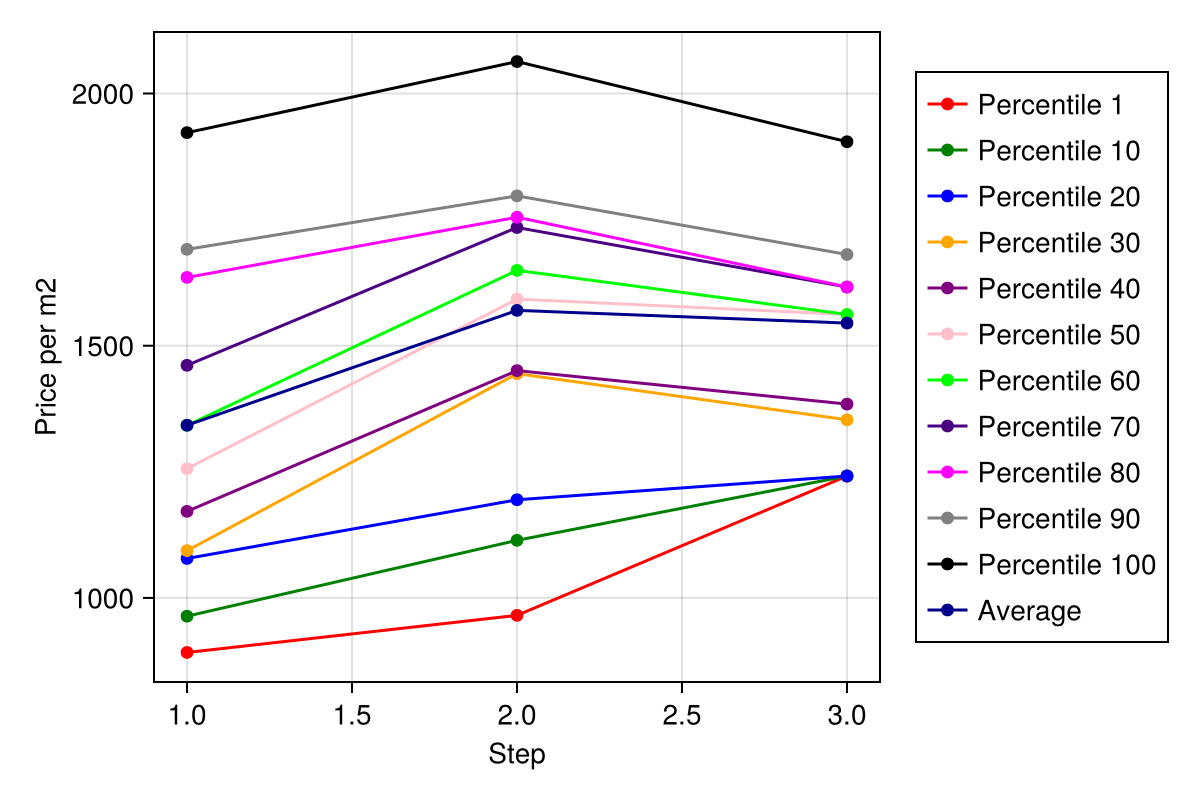 2000
1500
1000
Price per m2
1.0 1.5 2.0 2.5 3.0
Step
Percentile 1
Percentile 10
Percentile 20
Percentile 30
Percentile 40
Percentile 50
Percentile 60
Percentile 70
Percentile 80
Percentile 90
Percentile 100
Average